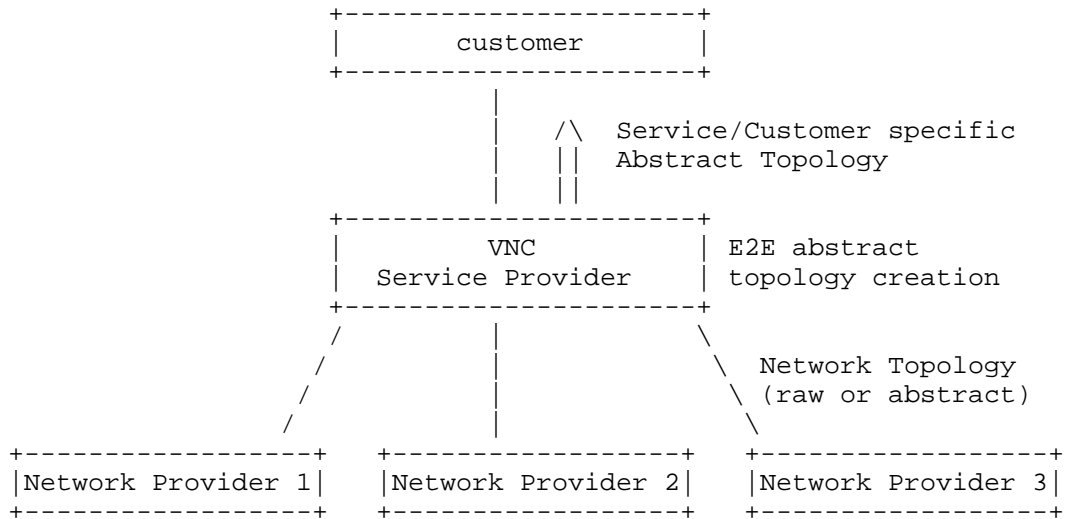 customer
Service/Customer specific
Abstract Topology
VNC
Service Provider
E2E abstract
topology creation
Network Topology
(raw or abstract)
Network Provider 1
Network Provider 2
Network Provider 3